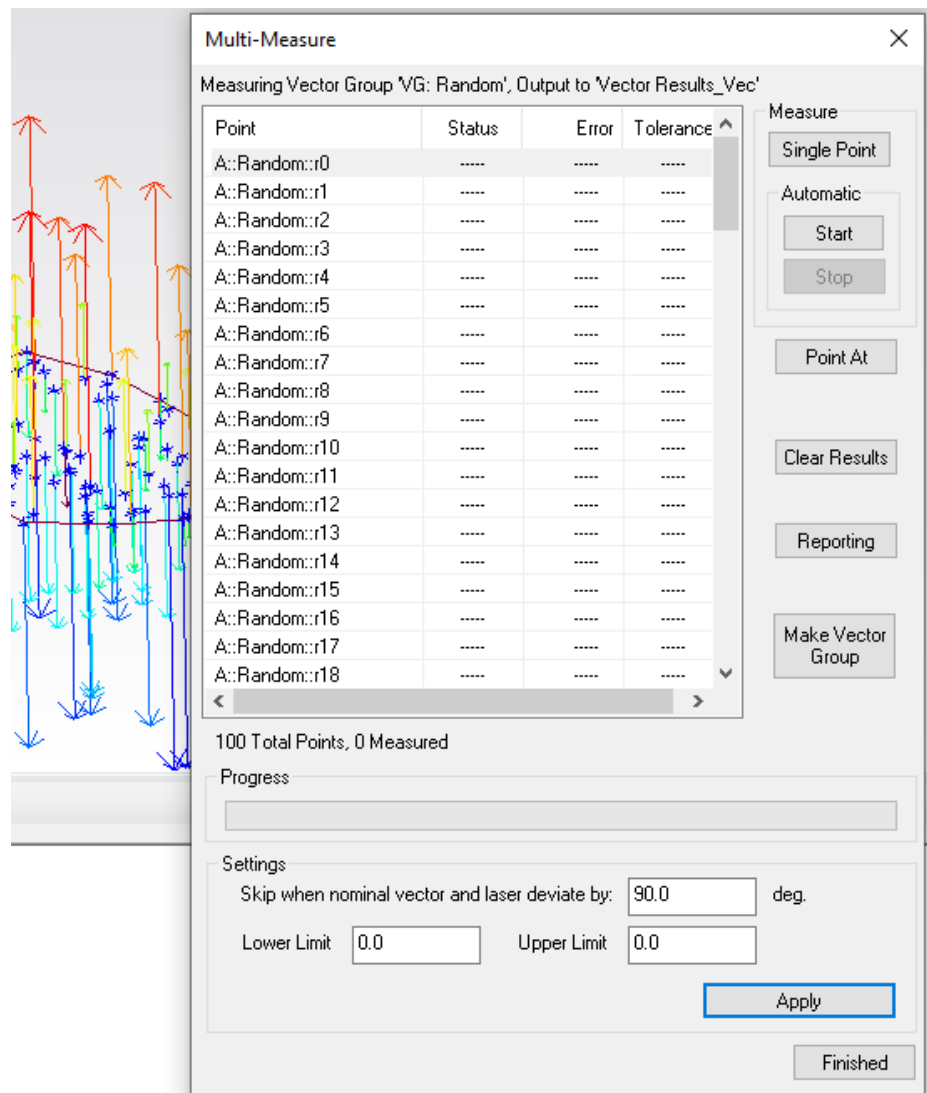 Multi-Measure
Measuring Vector Group 'VG: Random', Output to 'Vector Results_Vec'
Point Status Error Tolerance
A::Random::r0 ----- ----- -----
A::Random::r1 ----- ----- -----
A::Random::r2 ----- ----- -----
A::Random::r3 ----- ----- -----
A::Random::r4 ----- ----- -----
A::Random::r5 ----- ----- -----
A::Random::r6 ----- ----- -----
A::Random::r7 ----- ----- -----
A::Random::r8 ----- ----- -----
A::Random::r9 ----- ----- -----
A::Random::r10 ----- ----- -----
A::Random::r11 ----- ----- -----
A::Random::r12 ----- ----- -----
A::Random::r13 ----- ----- -----
A::Random::r14 ----- ----- -----
A::Random::r15 ----- ----- -----
A::Random::r16 ----- ----- -----
A::Random::r17 ----- ----- -----
A::Random::r18 ----- ----- -----
100 Total Points, 0 Measured
Measure
Single Point
Automatic
Start
Stop
Point At
Clear Results
Reporting
Make Vector
Group
Progress
Settings
Skip when nominal vector and laser deviate by: 90.0 deg.
Lower Limit 0.0 Upper Limit 0.0
Apply
Finished